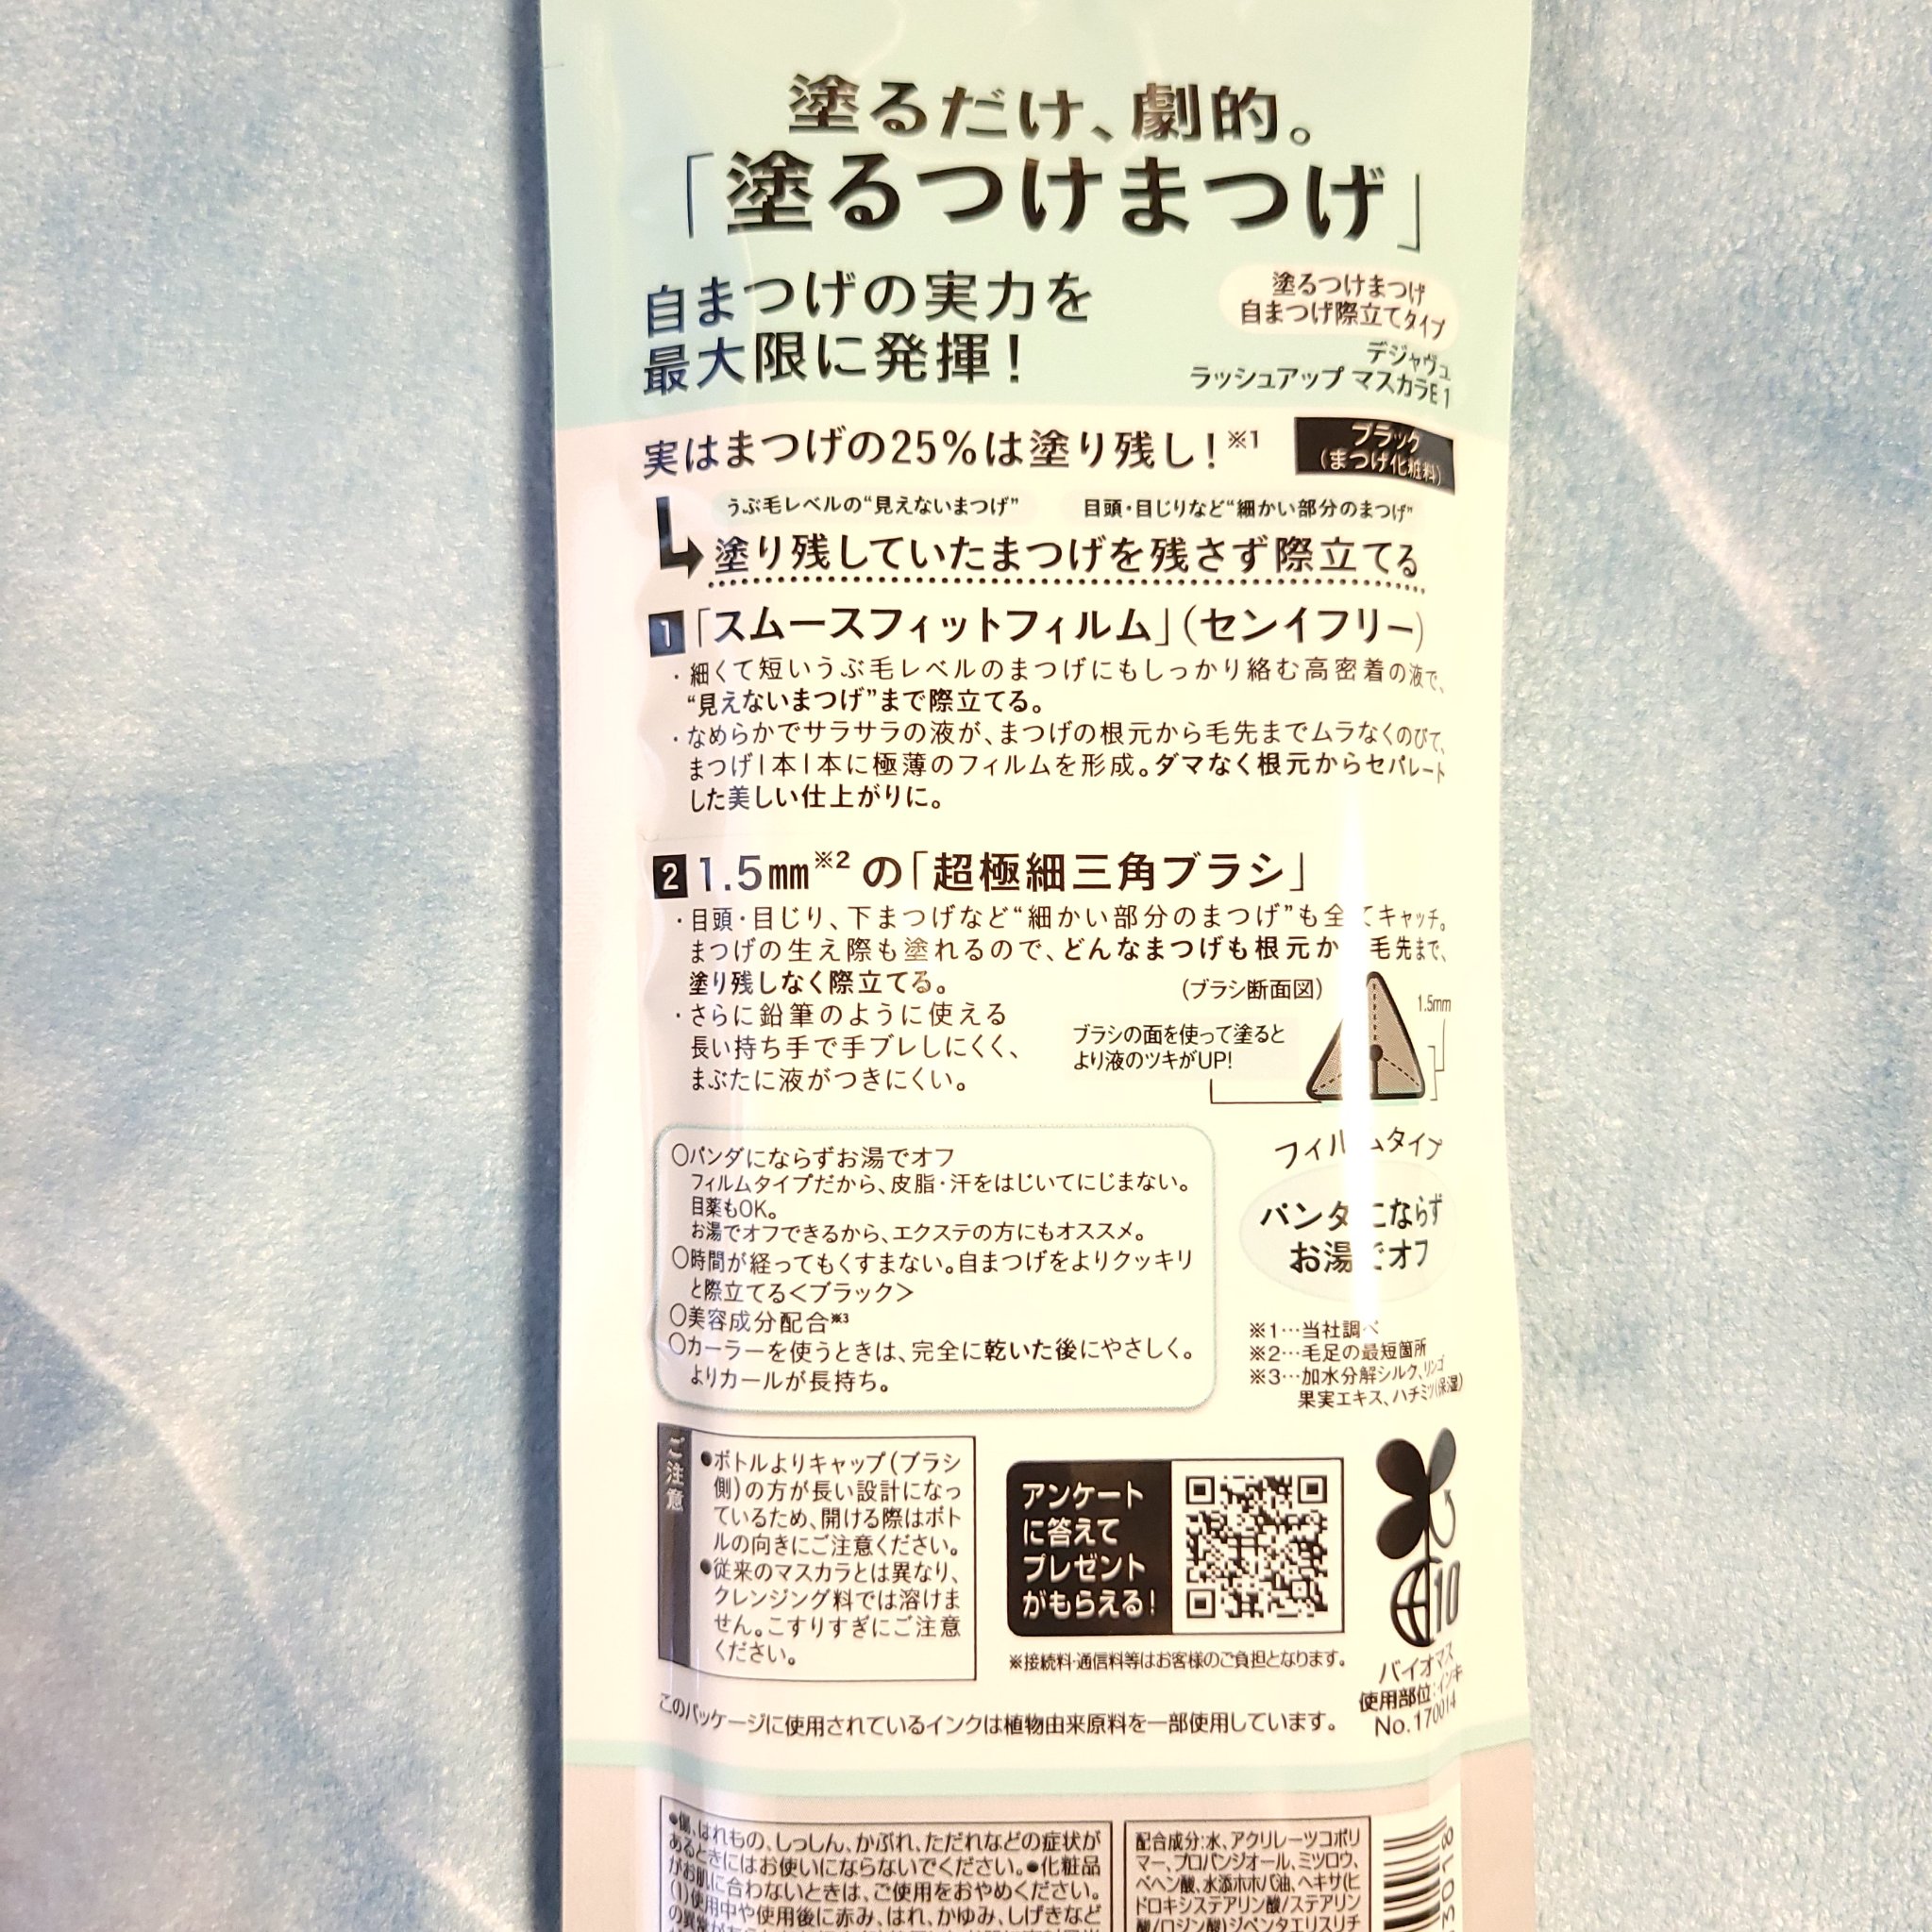 塗るだけ、劇的。
「塗るつけまつげ」
自まつげの実力を
最大限に発揮！
塗るつけまつげ
自まつげ際立てタイプ
デジャヴュ
ラッシュアップ マスカラE1
実はまつげの25%は塗り残し！※1
ブラック
（まつげ化粧料）
うぶ毛レベルの“見えないまつげ” 目頭・目じりなど“細かい部分のまつげ”
塗り残していたまつげを残さず際立てる
1 「スムースフィットフィルム」（センイフリー）
・細くて短いうぶ毛レベルのまつげにもしっかり絡む高密着の液で、
“見えないまつげ”まで際立てる。
・なめらかでサラサラの液が、まつげの根元から毛先までムラなくのびて、
まつげ1本1本に極薄のフィルムを形成。ダマなく根元からセパレート
した美しい仕上がりに。
2 1.5mm※2の「超極細三角ブラシ」
・目頭・目じり、下まつげなど“細かい部分のまつげ”も全てキャッチ。
まつげの生え際も塗れるので、どんなまつげも根元か 毛先まで、
塗り残しなく際立てる。
・さらに鉛筆のように使える
長い持ち手で手ブレしにくく、
まぶたに液がつきにくい。
（ブラシ断面図）
1.5mm
ブラシの面を使って塗ると
より液のツキがUP!
○パンダにならずお湯でオフ
フィルムタイプだから、皮脂・汗をはじいてにじまない。
目薬もOK。
お湯でオフできるから、エクステの方にもオススメ。
○時間が経ってもくすまない。自まつげをよりクッキリ
と際立てる＜ブラック＞
○美容成分配合※3
○カーラーを使うときは、完全に乾いた後にやさしく。
よりカールが長持ち。
フィルムタイプ
パンダにならず
お湯でオフ
※1…当社調べ
※2…毛足の最短箇所
※3…加水分解シルク、リンゴ
果実エキス、ハチミツ（保湿）
ご注意
●ボトルよりキャップ（ブラシ
側）の方が長い設計になっ
ているため、開ける際はボト
ルの向きにご注意ください。
●従来のマスカラとは異なり、
クレンジング料では溶けま
せん。こすりすぎにご注意
ください。
アンケート
に答えて
プレゼント
がもらえる！
※接続料・通信料等はお客様のご負担となります。
10
バイオマス
使用部位:インキ
No.170014
このパッケージに使用されているインクは植物由来原料を一部使用しています。
●傷、はれもの、しっしん、かぶれ、ただれなどの症状が
あるときにはお使いにならないでください。●化粧品
がお肌に合わないときは、ご使用をおやめください。
(1)使用中や使用後に赤み、はれ、かゆみ、しげきなど
の異常が
配合成分:水、アクリレーツコポリ
マー、プロパンジオール、ミツロウ、
ベヘン酸、水添ホホバ油、ヘキサ(ヒ
ドロキシステアリン酸/ステアリン
酸/ロジン酸)ジペンタエリスリチ